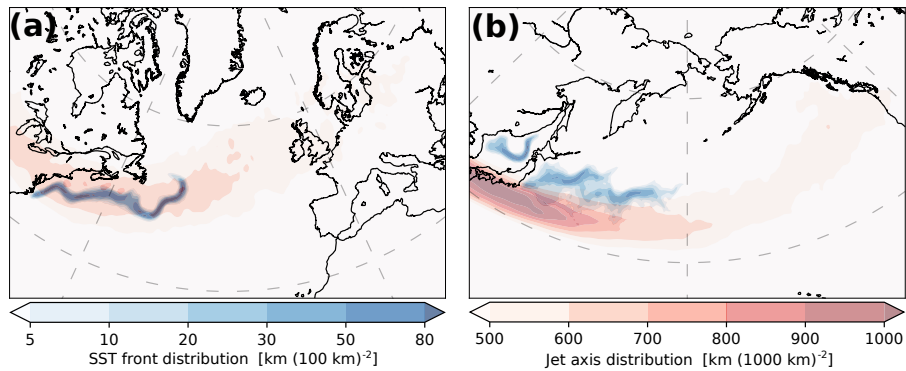 (a)
(b)
5 10 20 30 50 80
SST front distribution [km (100 km)⁻²]
500 600 700 800 900 1000
Jet axis distribution [km (1000 km)⁻²]